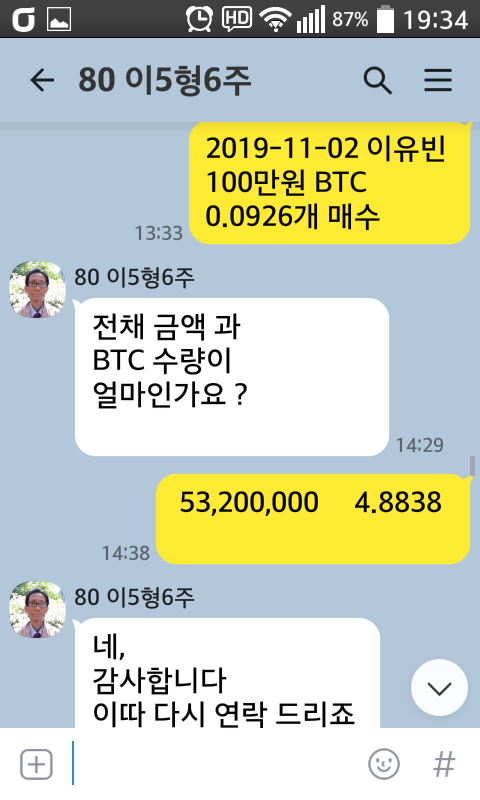 HD 87% 19:34
80 이5형6주
2019-11-02 이유빈
100만원 BTC
0.0926개 매수
13:33
80 이5형6주
전채 금액 과
BTC 수량이
얼마인가요 ?
14:29
53,200,000 4.8838
14:38
80 이5형6주
네,
감사합니다
이따 다시 연락 드리죠
#